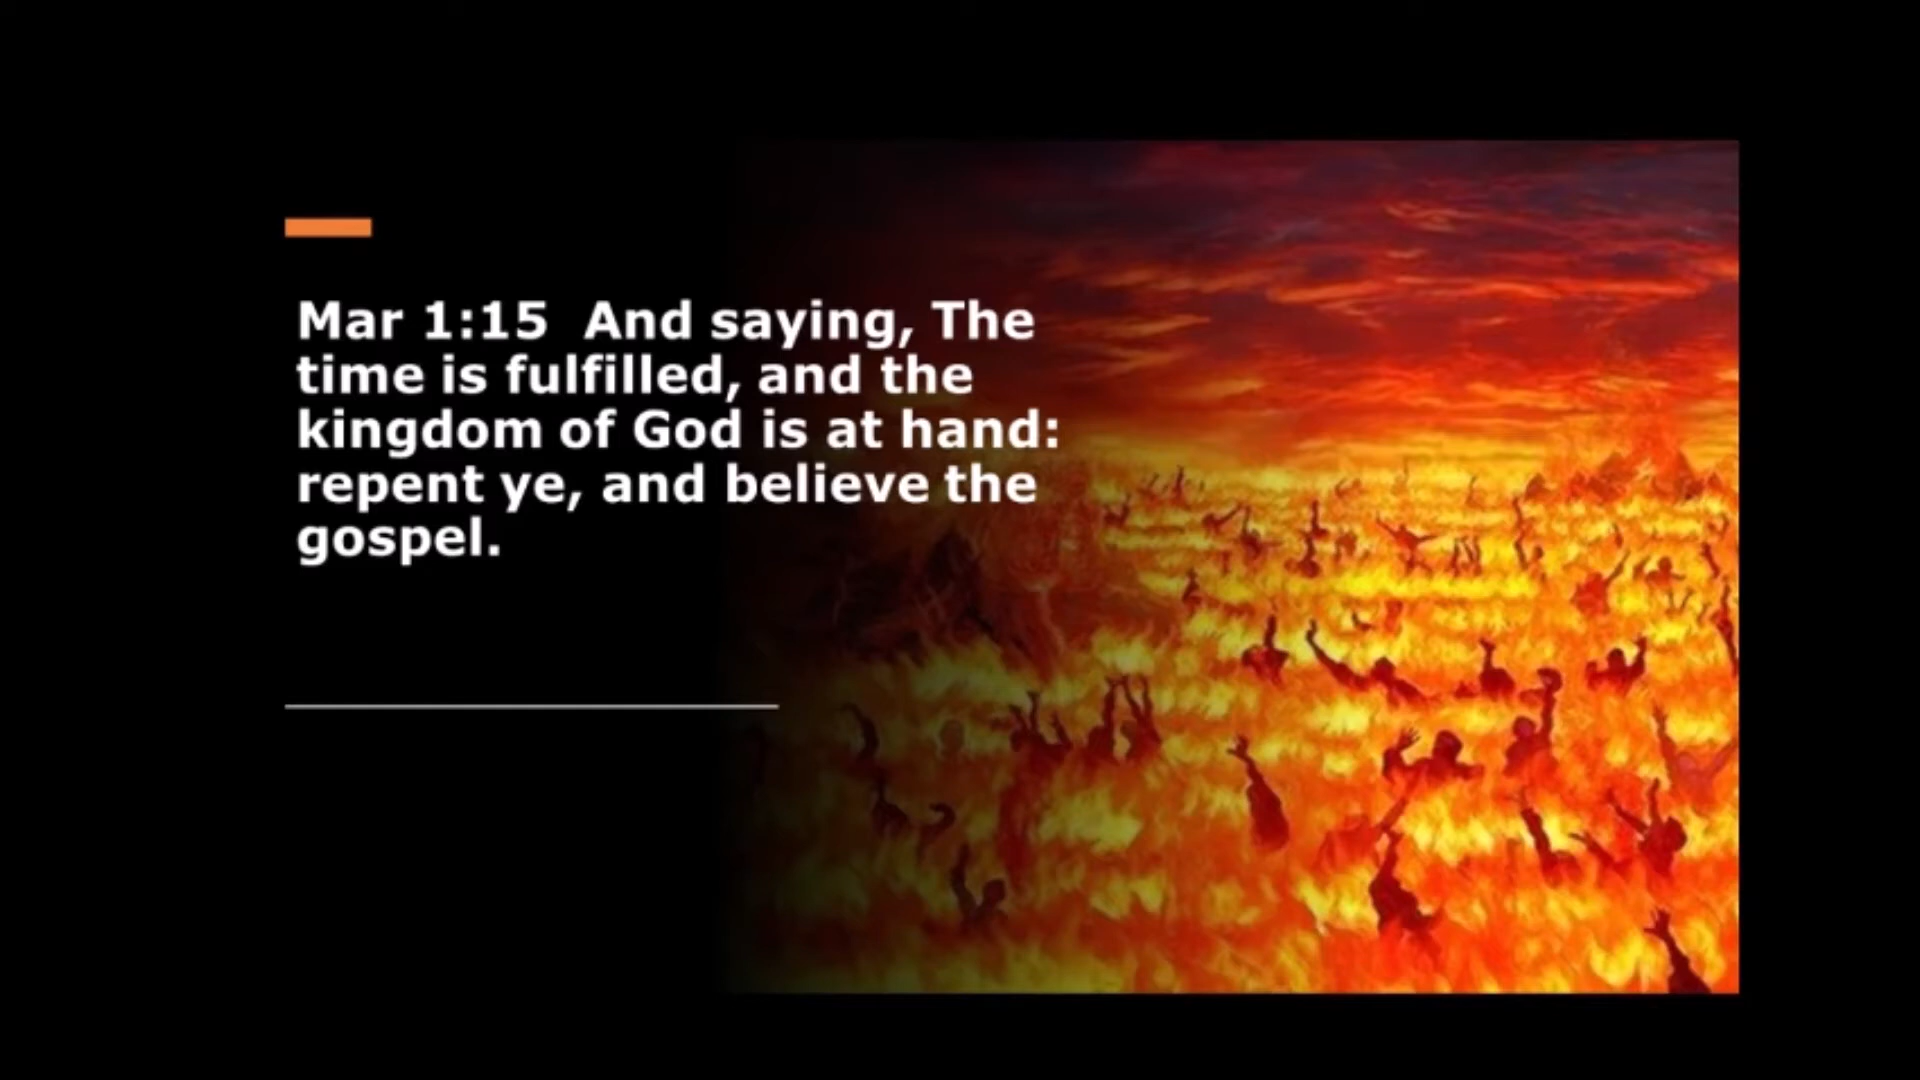 Mar 1:15  And saying, The
time is fulfilled, and the
kingdom of God is at hand:
repent ye, and believe the
gospel.